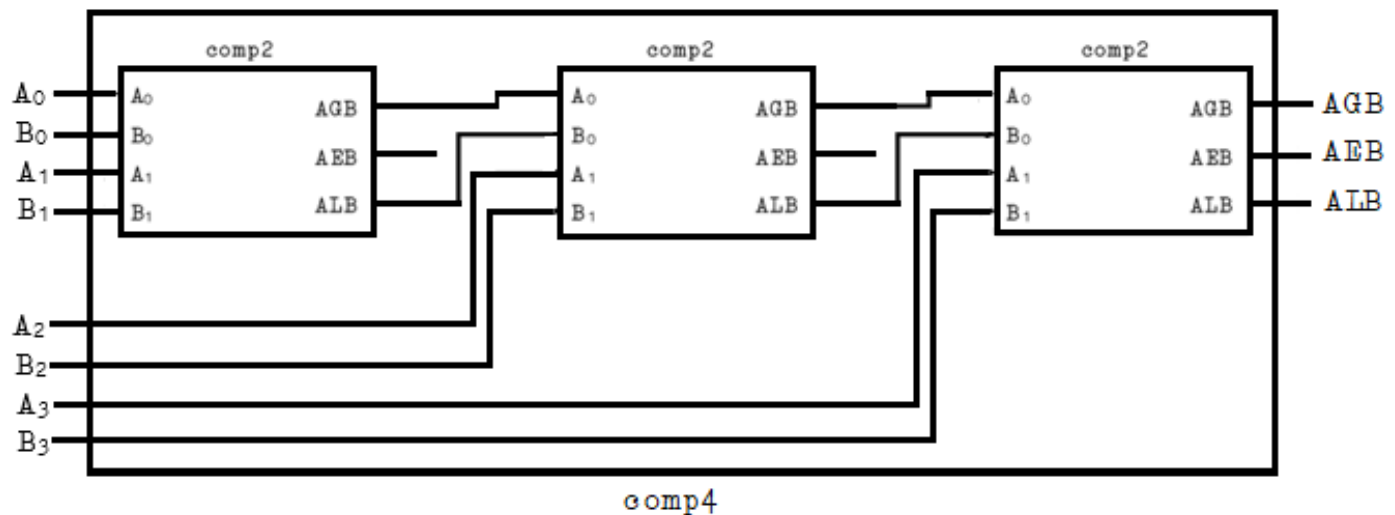 comp2 comp2 comp2
A₀ A₀ AGB A₀ AGB A₀ AGB AGB
B₀ B₀ B₀ B₀
AEB AEB AEB AEB
A₁ A₁ A₁ A₁
B₁ B₁ ALB B₁ ALB B₁ ALB ALB
A₂
B₂
A₃
B₃
comp4